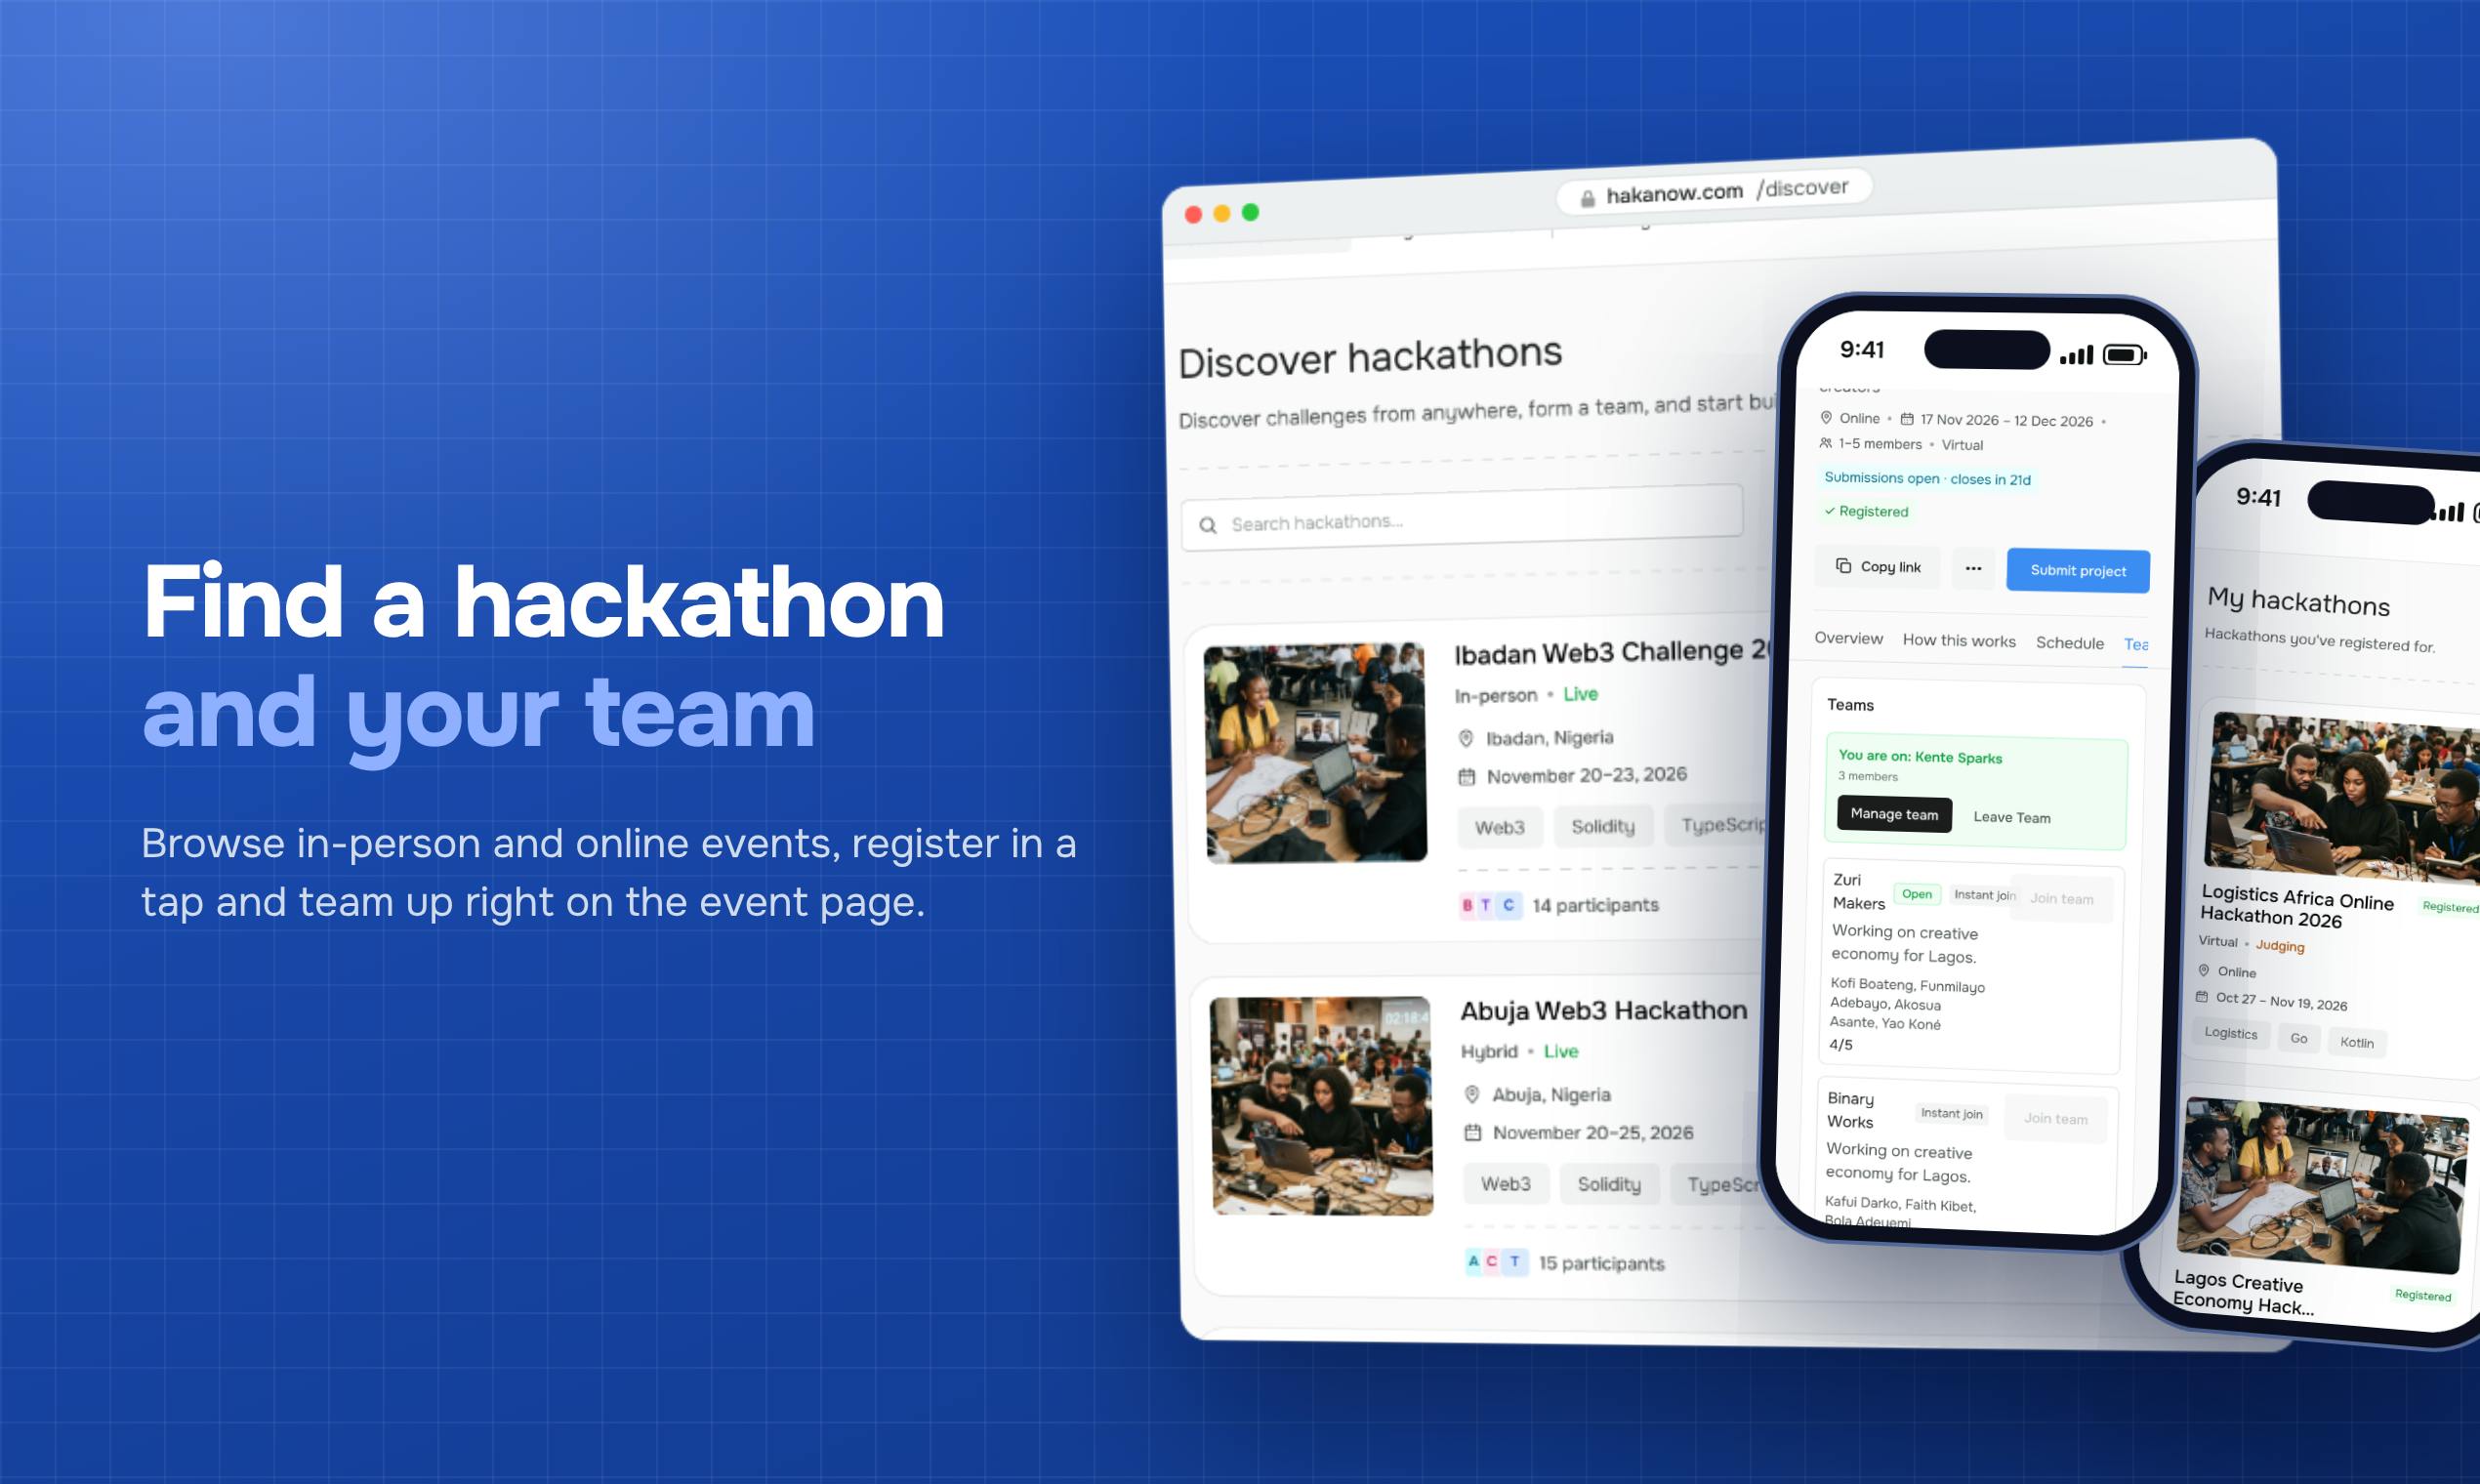 Find a hackathon
and your team
Browse in-person and online events, register in a
tap and team up right on the event page.
hakanow.com /discover
Discover hackathons
Discover challenges from anywhere, form a team, and start
Search hackathons...
Ibadan Web3 Challenge
In-person • Live
Ibadan, Nigeria
November 20–23, 2026
Web3 Solidity
B T C 14 participants
Abuja Web3 Hackathon
Hybrid • Live
Abuja, Nigeria
November 20–25, 2026
Web3 Solidity
A C T 15 participants
9:41
Online • 17 Nov 2026 – 12 Dec 2026 •
1–5 members • Virtual
Submissions open · closes in 21d
✓ Registered
Copy link ••• Submit project
Overview How this works Schedule
Teams
You are on: Kente Sparks
3 members
Manage team Leave Team
Zuri
Makers Open Instant join Join team
Working on creative
economy for Lagos.
Kofi Boateng, Funmilayo
Adebayo, Akosua
Asante, Yao Koné
4/5
Binary
Works Instant join Join team
Working on creative
economy for Lagos.
Kafui Darko, Faith Kibet,
Bola Adeyemi
9:41
My hackathons
Hackathons you've registered for.
Logistics Africa Online
Hackathon 2026 Registered
Virtual • Judging
Online
Oct 27 – Nov 19, 2026
Logistics Go Kotlin
Lagos Creative
Economy Hack... Registered